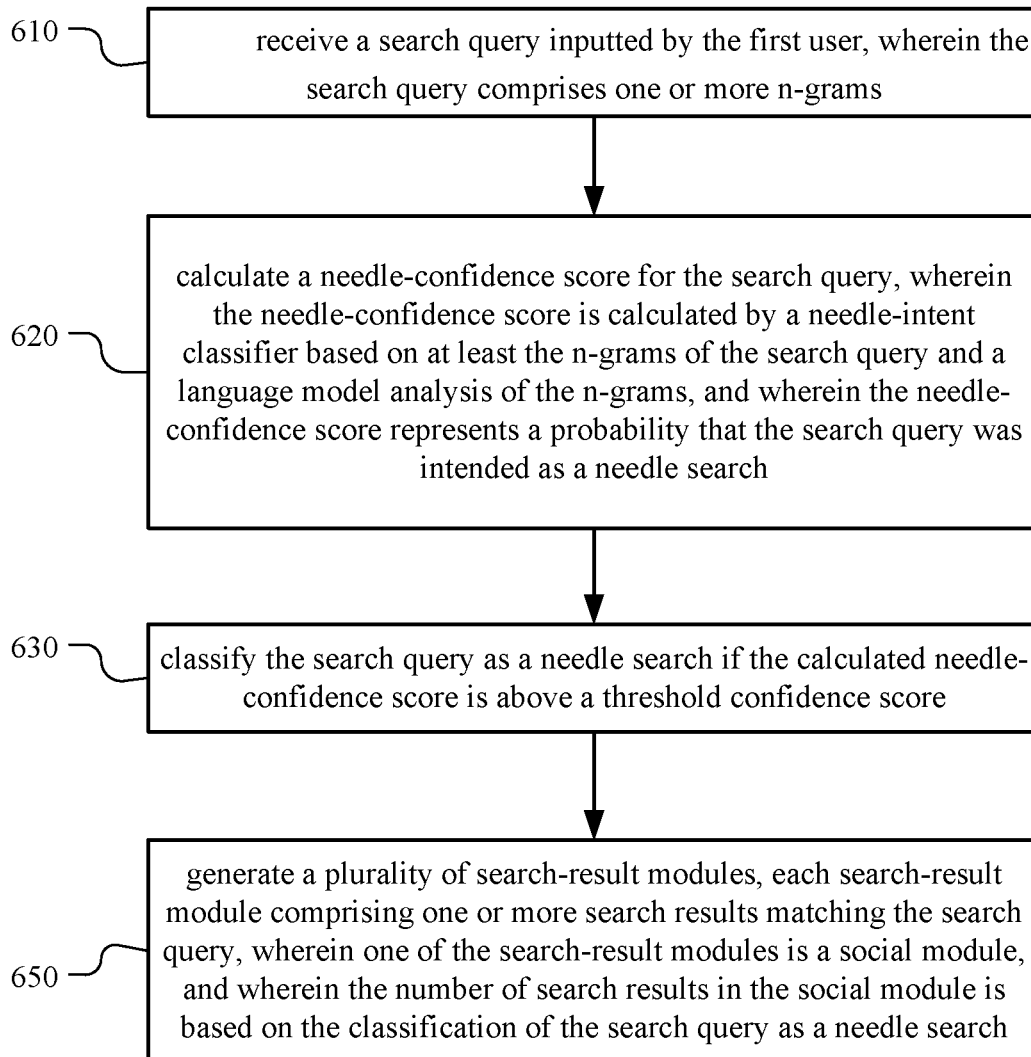 610
receive a search query inputted by the first user, wherein the
search query comprises one or more n-grams
620
calculate a needle-confidence score for the search query, wherein
the needle-confidence score is calculated by a needle-intent
classifier based on at least the n-grams of the search query and a
language model analysis of the n-grams, and wherein the needle-
confidence score represents a probability that the search query was
intended as a needle search
630
classify the search query as a needle search if the calculated needle-
confidence score is above a threshold confidence score
650
generate a plurality of search-result modules, each search-result
module comprising one or more search results matching the search
query, wherein one of the search-result modules is a social module,
and wherein the number of search results in the social module is
based on the classification of the search query as a needle search